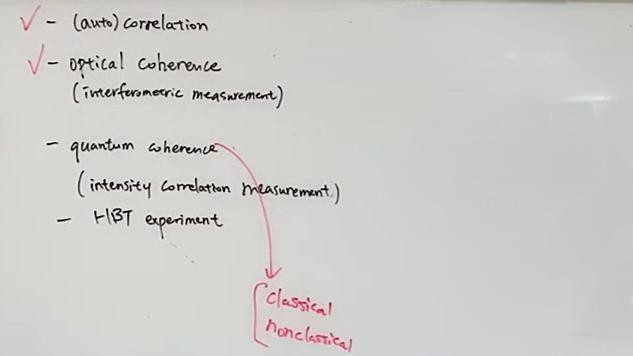 ✓ - (auto) correlation
✓ - optical coherence
(interferometric measurement)
- quantum coherence
(intensity correlation measurement)
- HBT experiment
classical
nonclassical